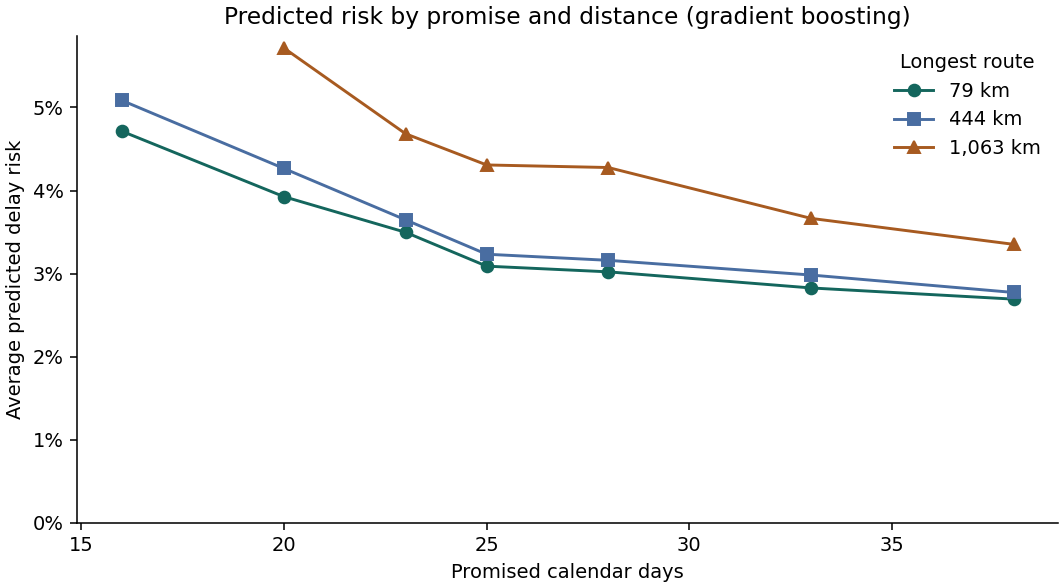 Predicted risk by promise and distance (gradient boosting)
Longest route
79 km
444 km
1,063 km
Average predicted delay risk
5%
4%
3%
2%
1%
0%
15
20
25
30
35
Promised calendar days